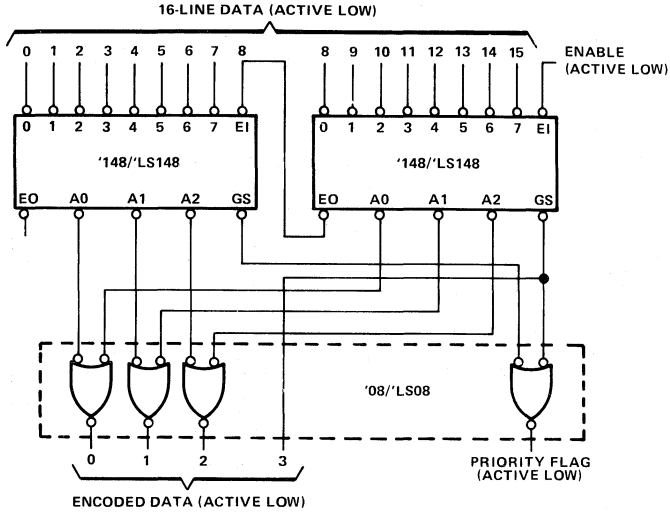 16-LINE DATA (ACTIVE LOW)
0 1 2 3 4 5 6 7 8 8 9 10 11 12 13 14 15 ENABLE
(ACTIVE LOW)
0 1 2 3 4 5 6 7 EI 0 1 2 3 4 5 6 7 EI
'148/'LS148 '148/'LS148
EO A0 A1 A2 GS EO A0 A1 A2 GS
'08/'LS08
0 1 2 3 PRIORITY FLAG
(ACTIVE LOW)
ENCODED DATA (ACTIVE LOW)